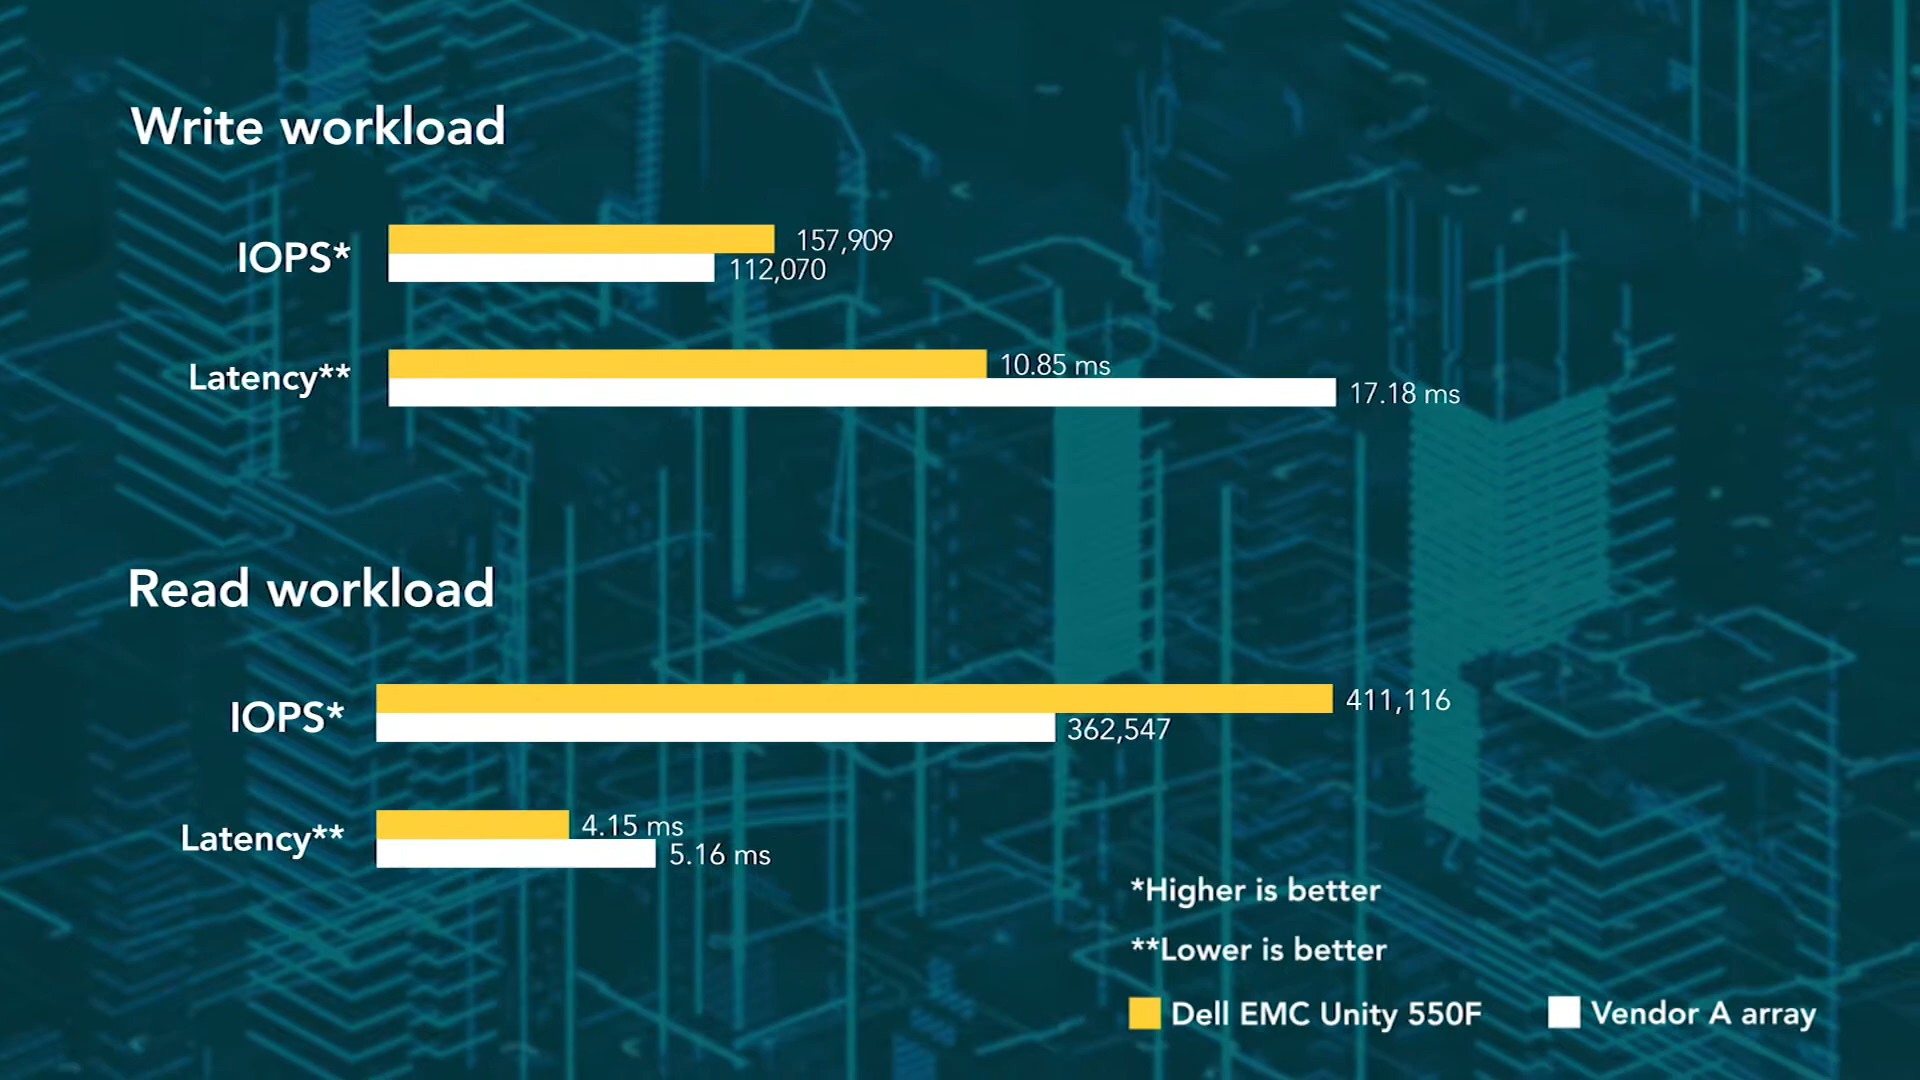 Write workload
IOPS*
157,909
112,070
Latency**
10.85 ms
17.18 ms
Read workload
IOPS*
411,116
362,547
Latency**
4.15 ms
5.16 ms
*Higher is better
**Lower is better
Dell EMC Unity 550F
Vendor A array